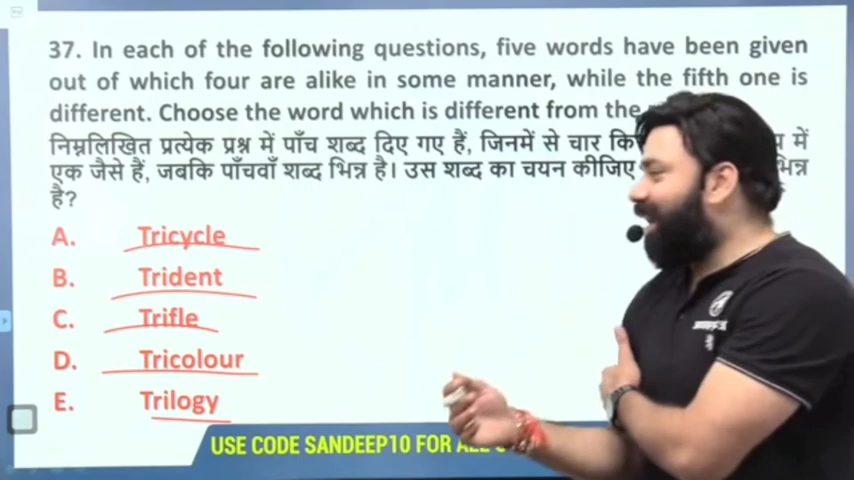 37. In each of the following questions, five words have been given
out of which four are alike in some manner, while the fifth one is
different. Choose the word which is different from the
निम्नलिखित प्रत्येक प्रश्न में पाँच शब्द दिए गए हैं, जिनमें से चार में
एक जैसे हैं, जबकि पाँचवाँ शब्द भिन्न है। उस शब्द का चयन कीजिए भिन्न
है?
A. Tricycle
B. Trident
C. Trifle
D. Tricolour
E. Trilogy
USE CODE SANDEEP10 FOR